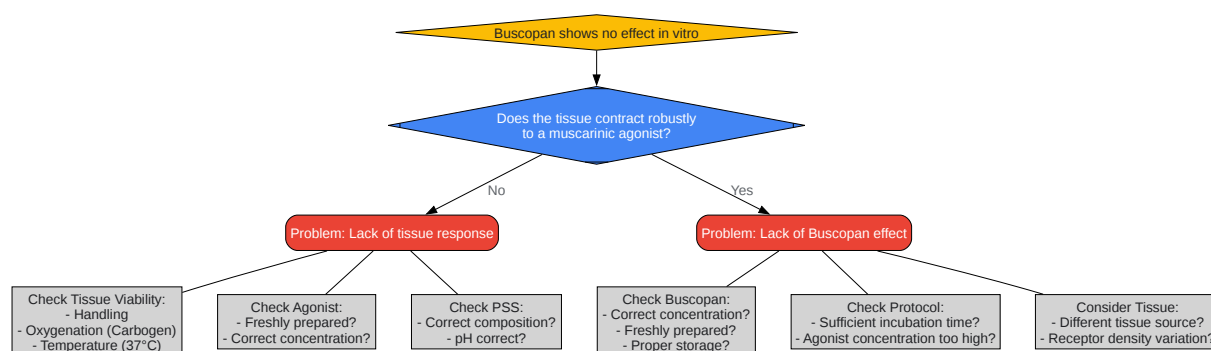 Buscopan shows no effect in vitro
Does the tissue contract robustly
to a muscarinic agonist?
No
Yes
Problem: Lack of tissue response
Problem: Lack of Buscopan effect
Check Tissue Viability:
- Handling
- Oxygenation (Carbogen)
- Temperature (37°C)
Check Agonist:
- Freshly prepared?
- Correct concentration?
Check PSS:
- Correct composition?
- pH correct?
Check Buscopan:
- Correct concentration?
- Freshly prepared?
- Proper storage?
Check Protocol:
- Sufficient incubation time?
- Agonist concentration too high?
Consider Tissue:
- Different tissue source?
- Receptor density variation?